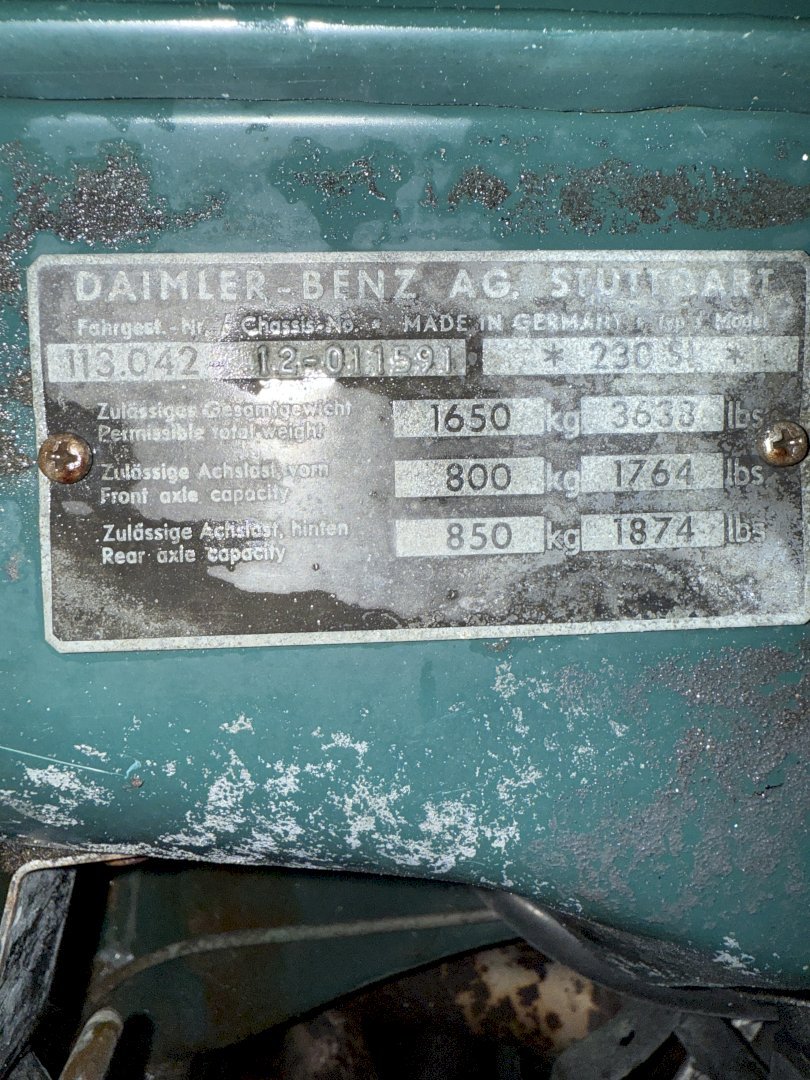 DAIMLER-BENZ AG. STUTTGART
Fahrgest.-Nr. / Chassis-No. • MADE IN GERMANY • Model
113.042 12-011591 * 230 SL *
Zulässiges Gesamtgewicht 1650 kg 3638 lbs
Permissible total weight
Zulässige Achslast, vorn 800 kg 1764 lbs
Front axle capacity
Zulässige Achslast, hinten 850 kg 1874 lbs
Rear axle capacity